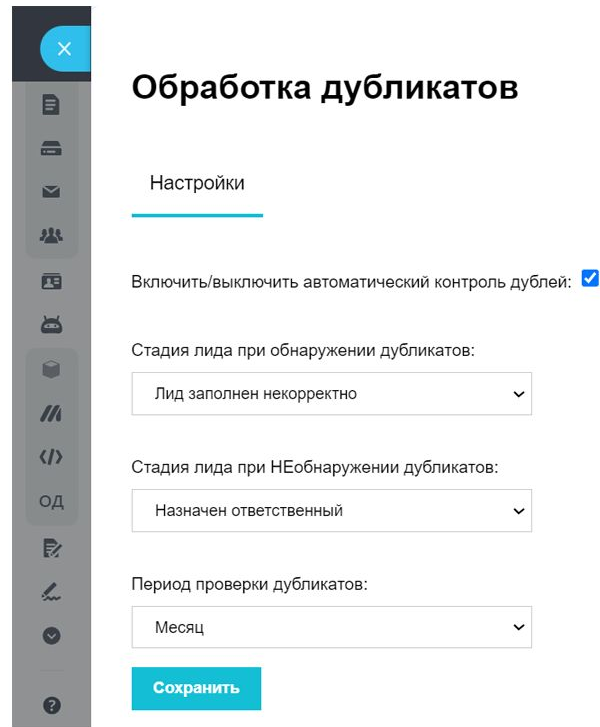 Обработка дубликатов
Настройки
Включить/выключить автоматический контроль дублей:
Стадия лида при обнаружении дубликатов:
Лид заполнен некорректно
Стадия лида при НЕобнаружении дубликатов:
Назначен ответственный
ОД
Период проверки дубликатов:
Месяц
Сохранить
?